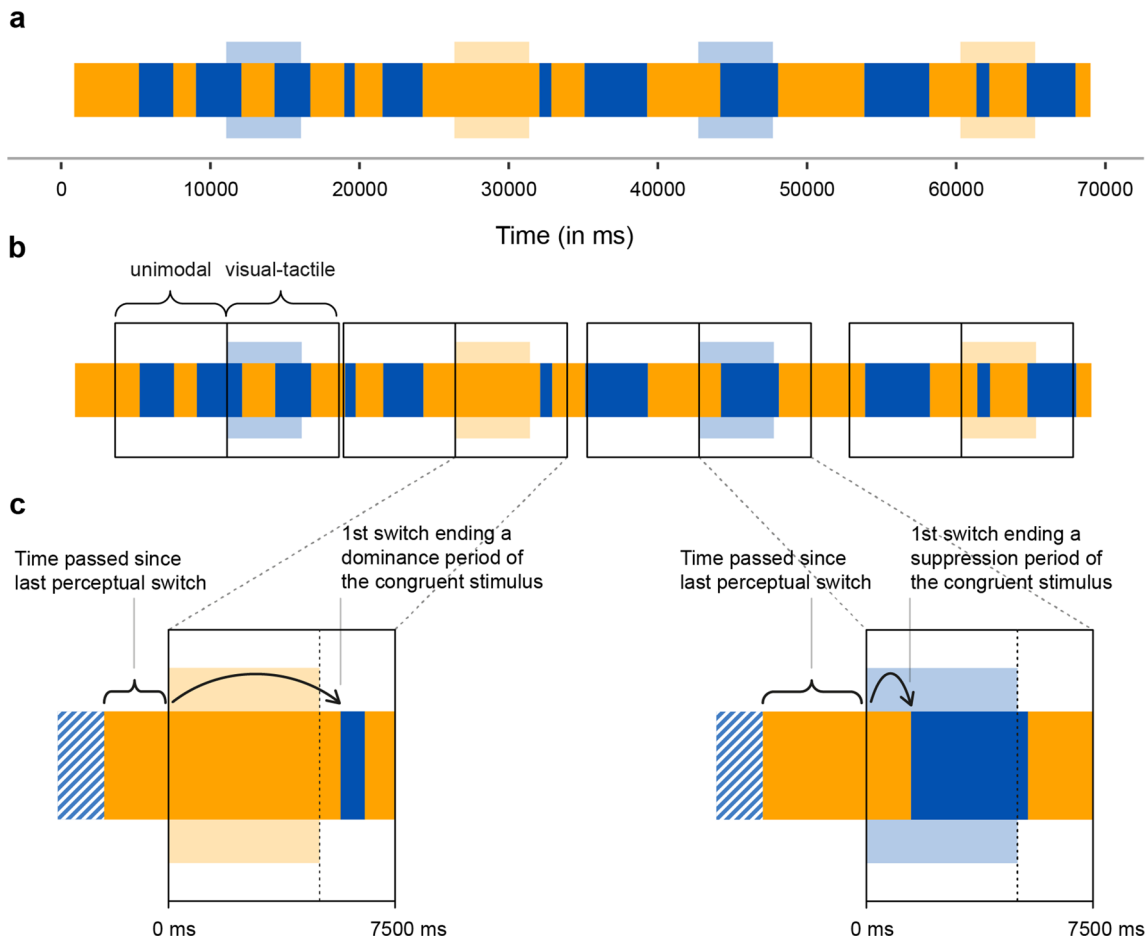 a
0 10000 20000 30000 40000 50000 60000 70000
Time (in ms)
b
unimodal visual-tactile
c
Time passed since
last perceptual switch
1st switch ending a
dominance period of
the congruent stimulus
Time passed since
last perceptual switch
1st switch ending a
suppression period of
the congruent stimulus
0 ms 7500 ms
0 ms 7500 ms